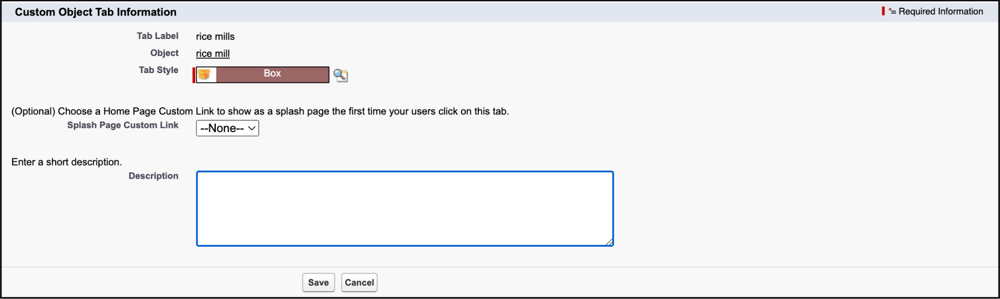 Custom Object Tab Information
*= Required Information
Tab Label rice mills
Object rice mill
Tab Style Box
(Optional) Choose a Home Page Custom Link to show as a splash page the first time your users click on this tab.
Splash Page Custom Link --None--
Enter a short description.
Description
Save Cancel